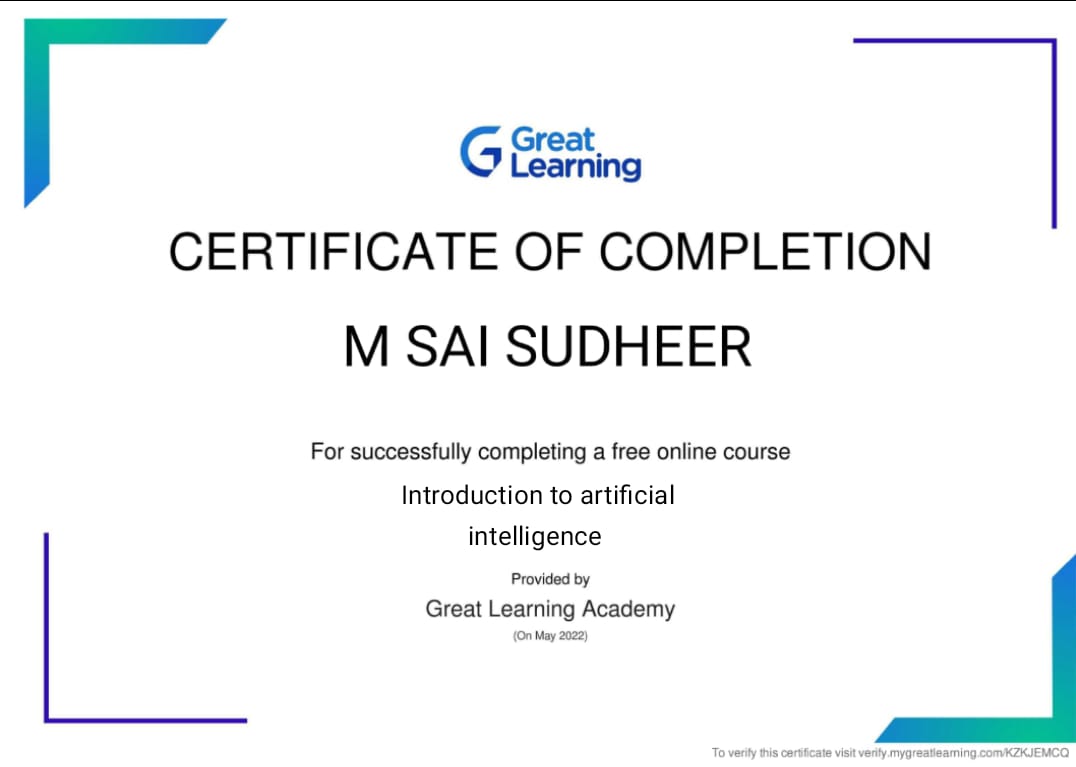 Great
Learning
CERTIFICATE OF COMPLETION
M SAI SUDHEER
For successfully completing a free online course
Introduction to artificial
intelligence
Provided by
Great Learning Academy
(On May 2022)
To verify this certificate visit verify.mygreatlearning.com/KZKJEMCQ